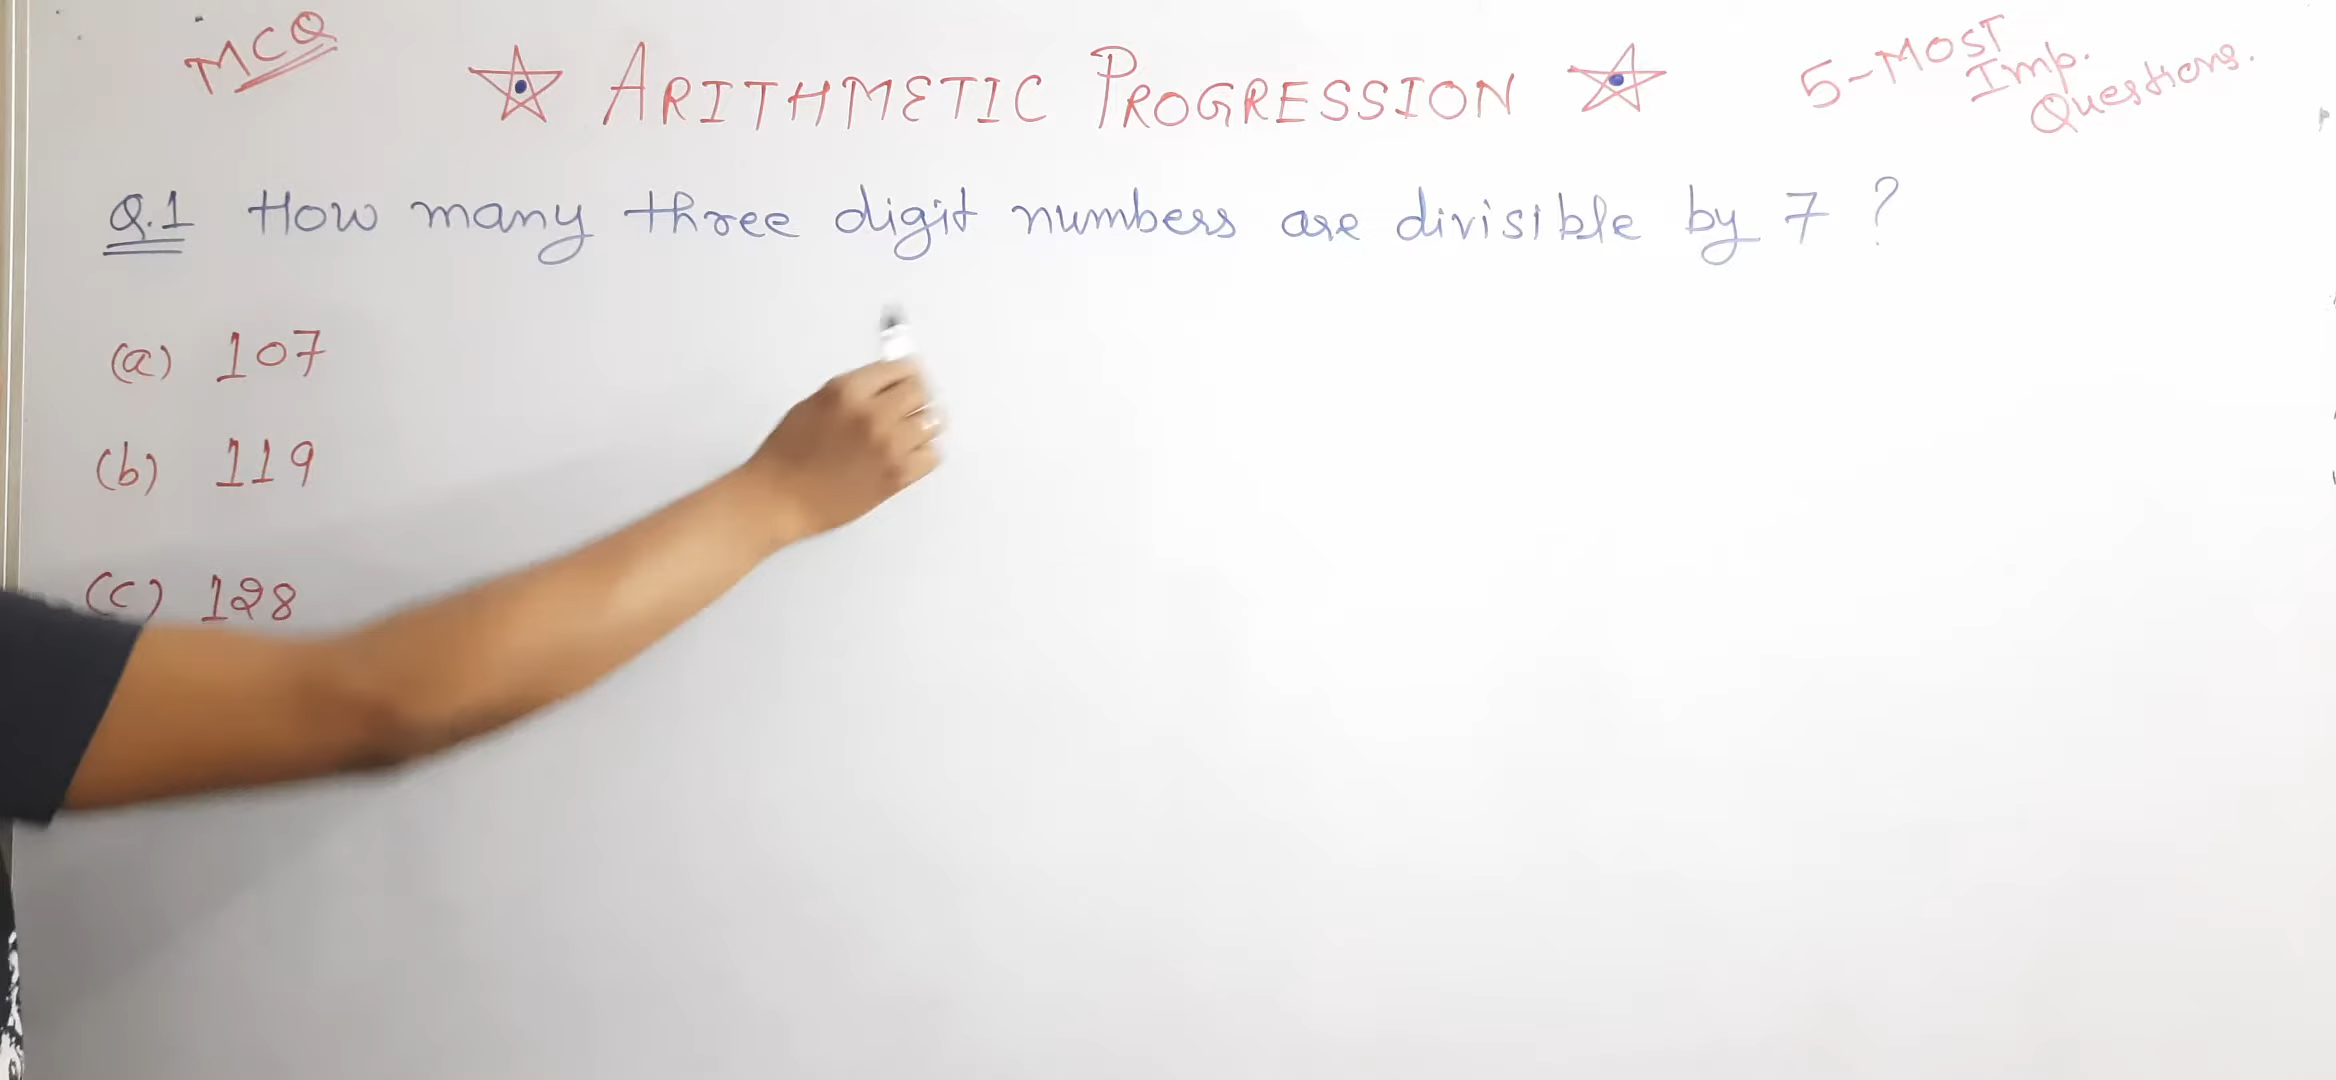 MCQ
ARITHMETIC PROGRESSION
5-MOST
Imp.
Questions.
Q.1 How many three digit numbers are divisible by 7 ?
(a) 107
(b) 119
(c) 128